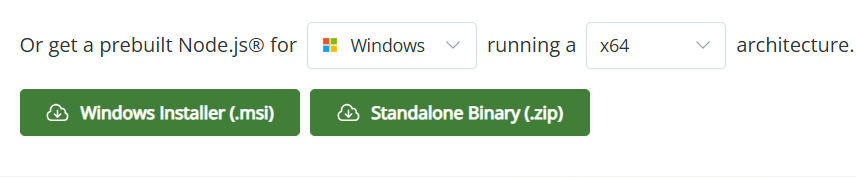 Or get a prebuilt Node.js® for Windows running a x64 architecture.
Windows Installer (.msi) Standalone Binary (.zip)